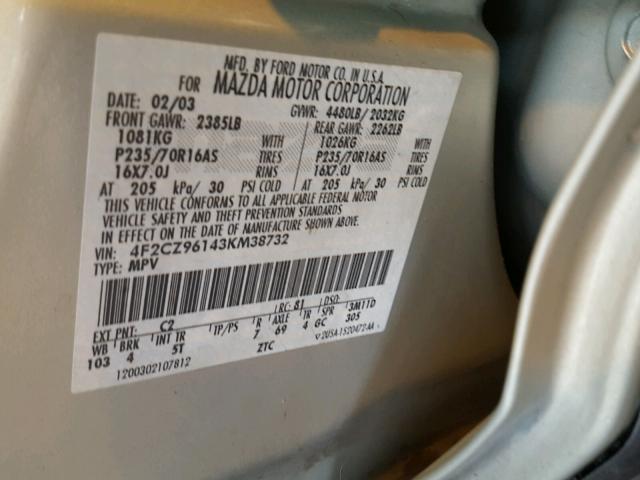 MFD. BY FORD MOTOR CO. IN U.S.A.
FOR MAZDA MOTOR CORPORATION
DATE: 02/03 GVWR: 4480LB/ 2032KG
FRONT GAWR: 2385LB REAR GAWR: 2262LB
1081KG WITH 1026KG WITH
P235/70R16AS TIRES P235/70R16AS TIRES
16X7.0J RIMS 16X7.0J RIMS
AT 205 kPa/ 30 PSI COLD AT 205 kPa/ 30 PSI COLD
THIS VEHICLE CONFORMS TO ALL APPLICABLE FEDERAL MOTOR
VEHICLE SAFETY AND THEFT PREVENTION STANDARDS
IN EFFECT ON THE DATE OF MANUFACTURE SHOWN ABOVE.
VIN: 4F2CZ96143KM38732
TYPE: MPV
EXT PNT: C2 RC: 81 DSO:
WB BRK INT TR TP/PS R AXLE TR SPR 3M11D
103 4 5T 7 69 4 GC 305
1200302107812 ZTC